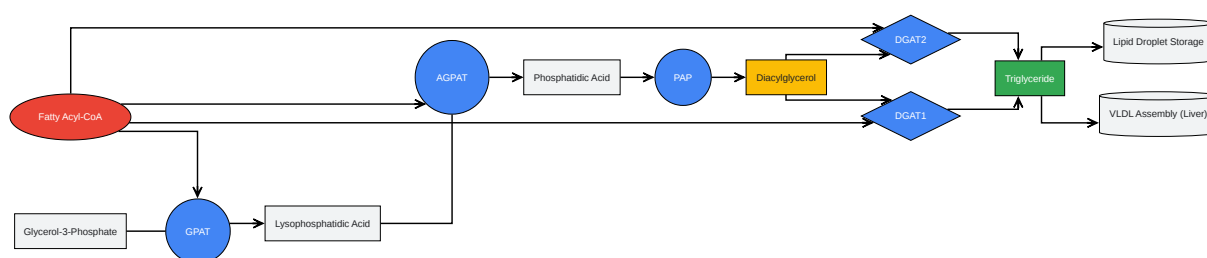 DGAT2
Lipid Droplet Storage
AGPAT
Phosphatidic Acid
PAP
Diacylglycerol
Triglyceride
Fatty Acyl-CoA
DGAT1
VLDL Assembly (Liver)
Glycerol-3-Phosphate
GPAT
Lysophosphatidic Acid